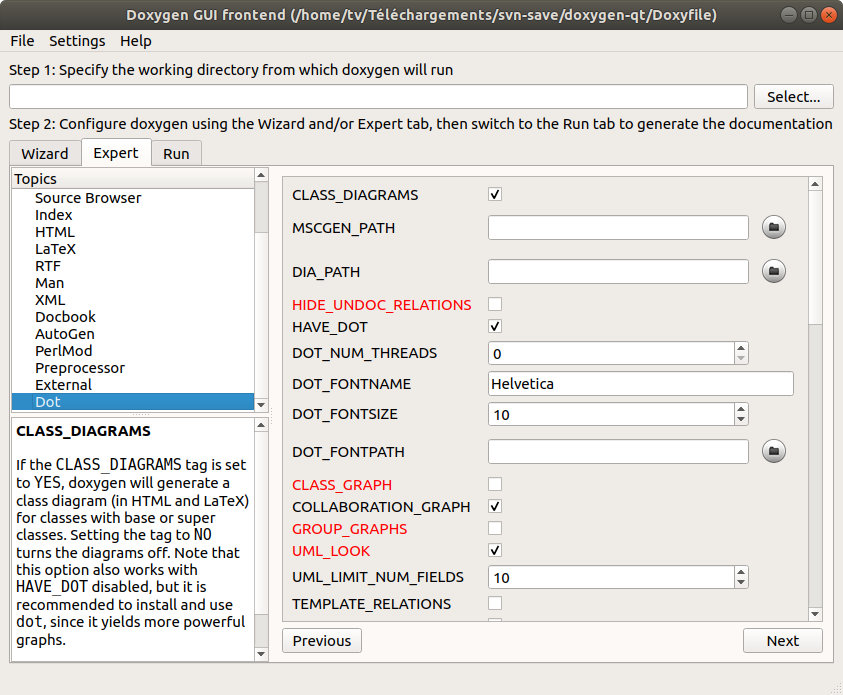 Doxygen GUI frontend (/home/tv/Téléchargements/svn-save/doxygen-qt/Doxyfile)
File Settings Help
Step 1: Specify the working directory from which doxygen will run
Select...
Step 2: Configure doxygen using the Wizard and/or Expert tab, then switch to the Run tab to generate the documentation
Wizard Expert Run
Topics
Source Browser
Index
HTML
LaTeX
RTF
Man
XML
Docbook
AutoGen
PerlMod
Preprocessor
External
Dot
CLASS_DIAGRAMS
If the CLASS_DIAGRAMS tag is set
to YES, doxygen will generate a
class diagram (in HTML and LaTeX)
for classes with base or super
classes. Setting the tag to NO
turns the diagrams off. Note that
this option also works with
HAVE_DOT disabled, but it is
recommended to install and use
dot, since it yields more powerful
graphs.
CLASS_DIAGRAMS
MSCGEN_PATH
DIA_PATH
HIDE_UNDOC_RELATIONS
HAVE_DOT
DOT_NUM_THREADS 0
DOT_FONTNAME Helvetica
DOT_FONTSIZE 10
DOT_FONTPATH
CLASS_GRAPH
COLLABORATION_GRAPH
GROUP_GRAPHS
UML_LOOK
UML_LIMIT_NUM_FIELDS 10
TEMPLATE_RELATIONS
Previous Next